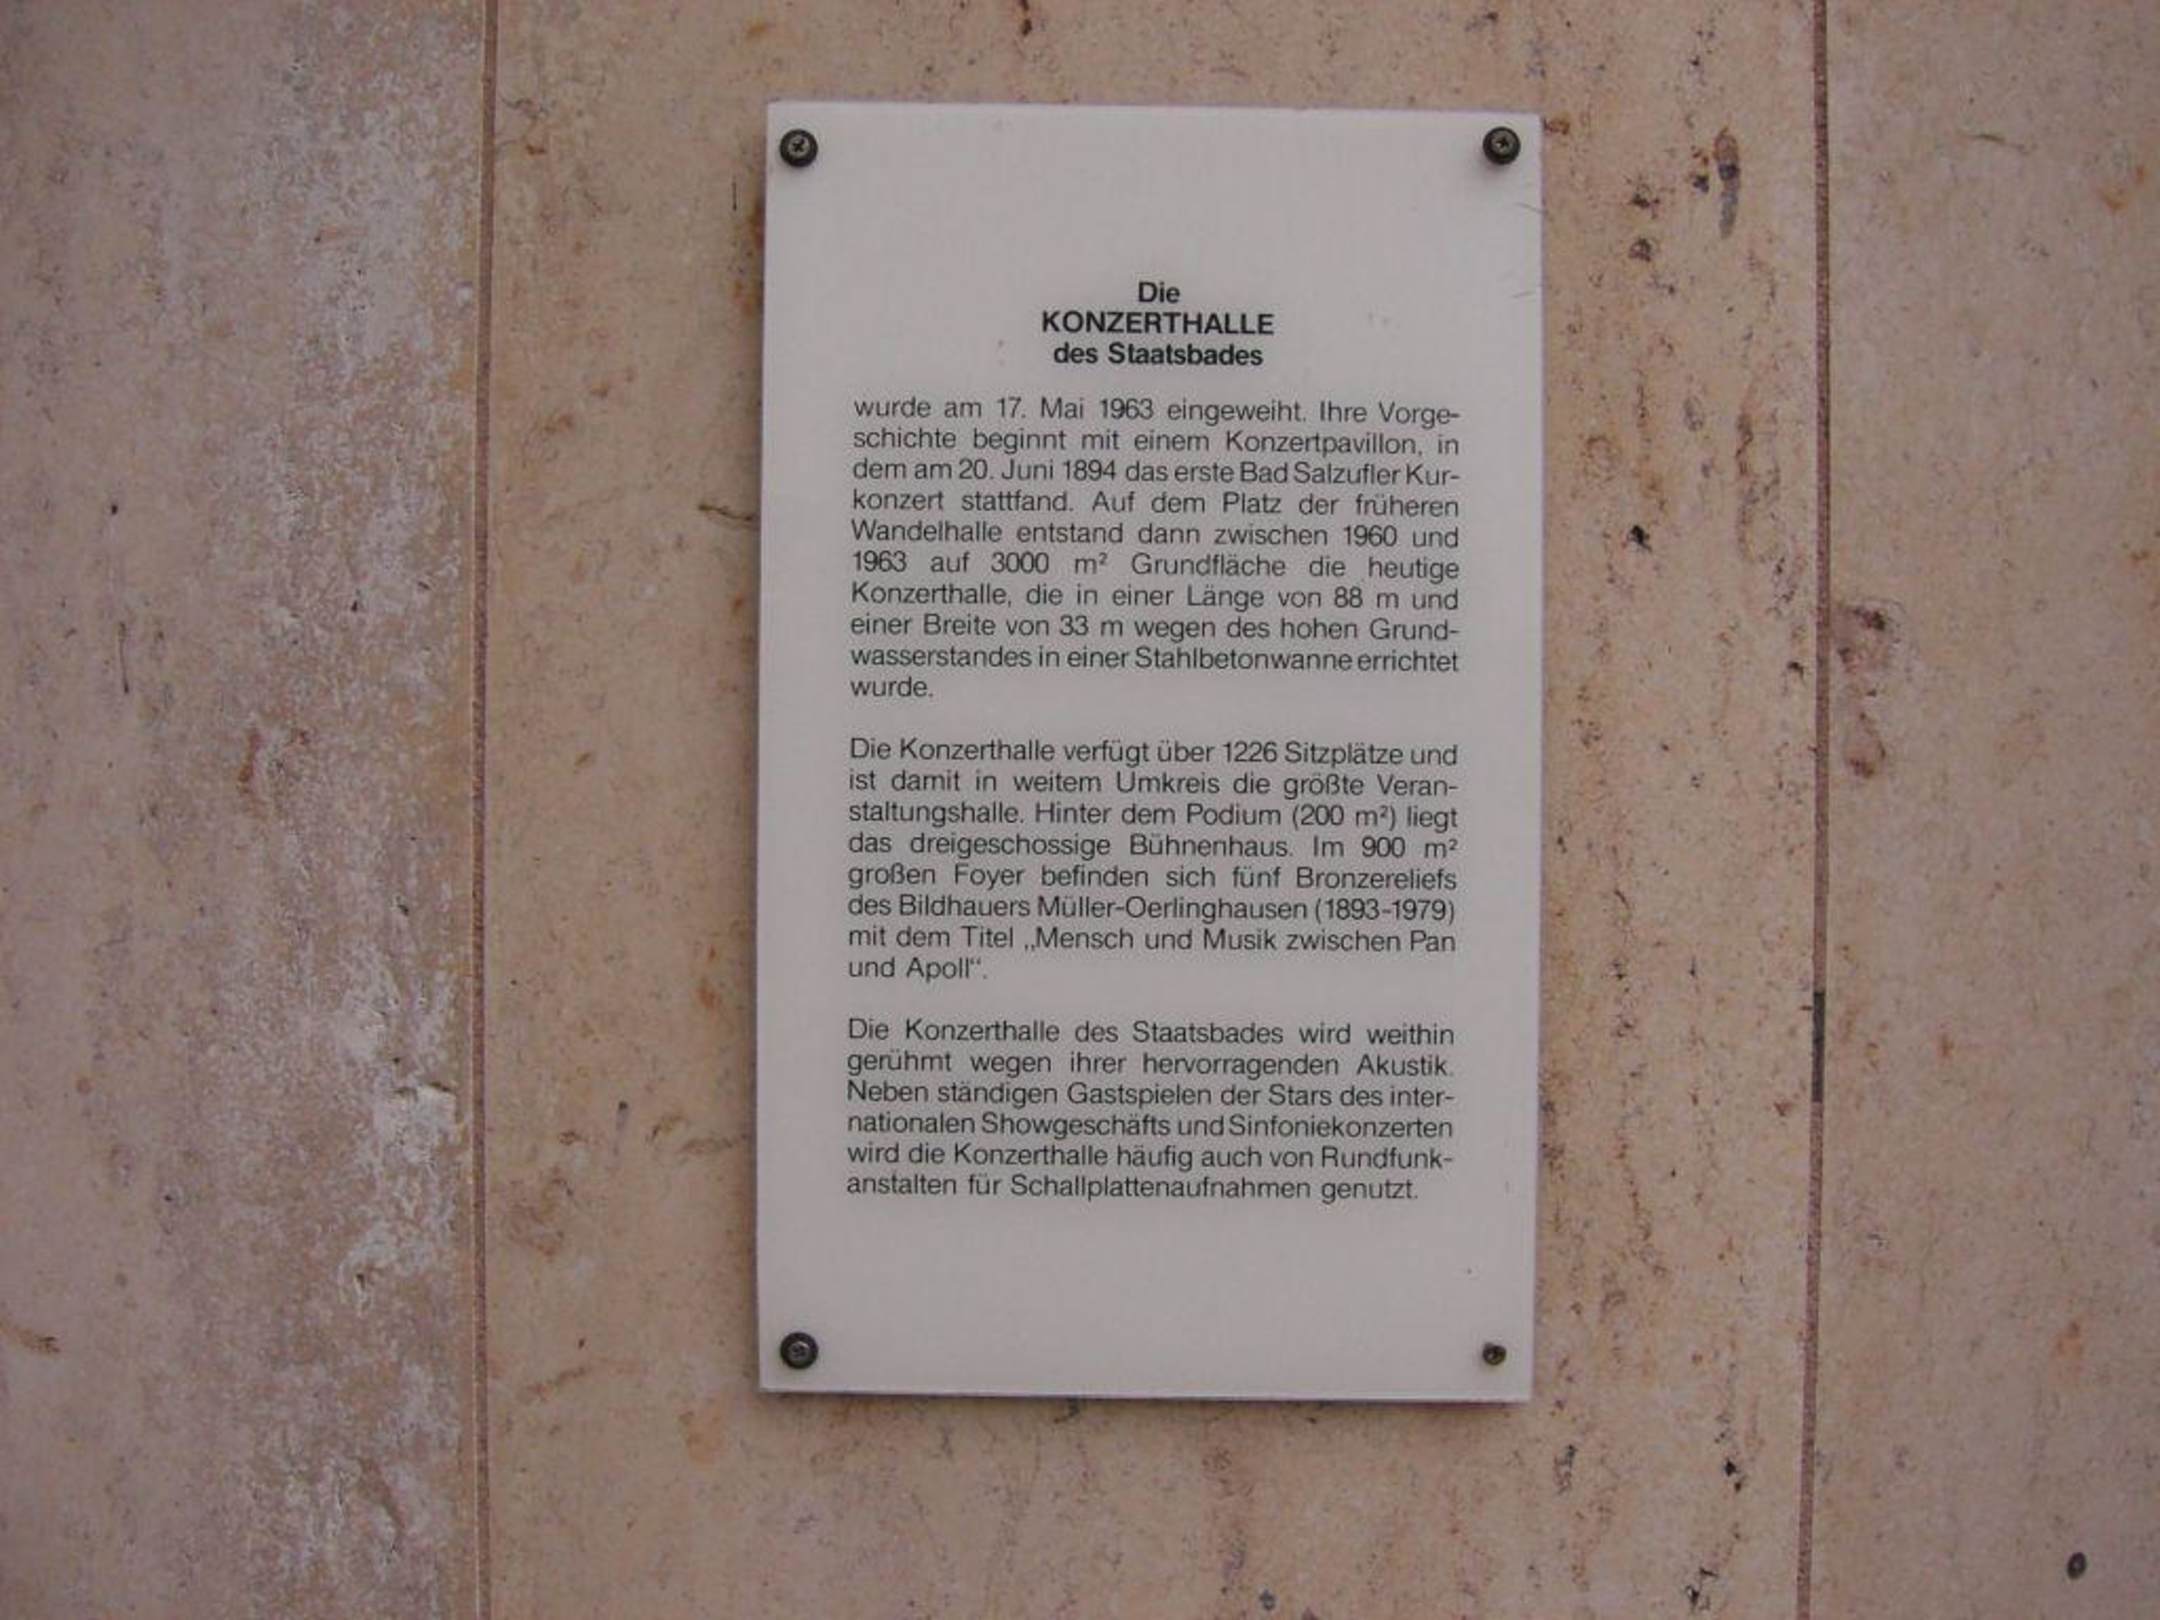 Die
KONZERTHALLE
des Staatsbades
wurde am 17. Mai 1963 eingeweiht. Ihre Vorge-
schichte beginnt mit einem Konzertpavillon, in
dem am 20. Juni 1894 das erste Bad Salzufler Kur-
konzert stattfand. Auf dem Platz der früheren
Wandelhalle entstand dann zwischen 1960 und
1963 auf 3000 m² Grundfläche die heutige
Konzerthalle, die in einer Länge von 88 m und
einer Breite von 33 m wegen des hohen Grund-
wasserstandes in einer Stahlbetonwanne errichtet
wurde.
Die Konzerthalle verfügt über 1226 Sitzplätze und
ist damit in weitem Umkreis die größte Veran-
staltungshalle. Hinter dem Podium (200 m²) liegt
das dreigeschossige Bühnenhaus. Im 900 m²
großen Foyer befinden sich fünf Bronzereliefs
des Bildhauers Müller-Oerlinghausen (1893-1979)
mit dem Titel „Mensch und Musik zwischen Pan
und Apoll“.
Die Konzerthalle des Staatsbades wird weithin
gerühmt wegen ihrer hervorragenden Akustik.
Neben ständigen Gastspielen der Stars des inter-
nationalen Showgeschäfts und Sinfoniekonzerten
wird die Konzerthalle häufig auch von Rundfunk-
anstalten für Schallplattenaufnahmen genutzt.